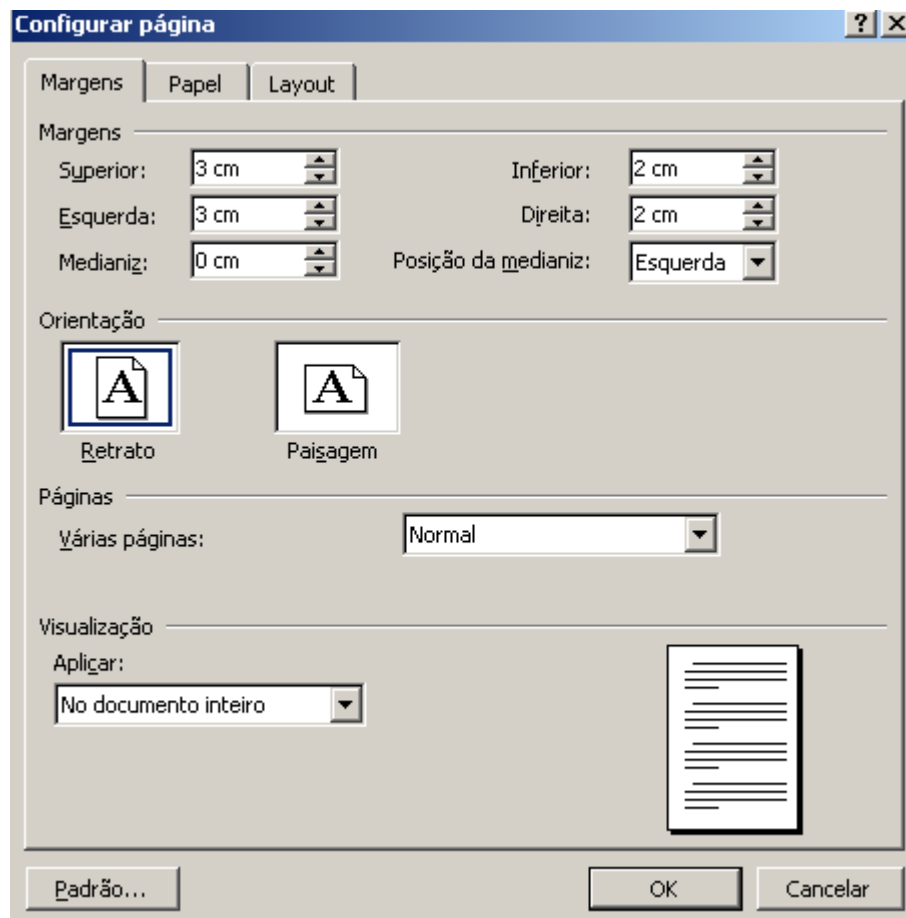 Configurar página
Margens Papel Layout
Margens
Superior: 3 cm Inferior: 2 cm
Esquerda: 3 cm Direita: 2 cm
Medianiz: 0 cm Posição da medianiz: Esquerda
Orientação
A A
Retrato Paisagem
Páginas
Várias páginas: Normal
Visualização
Aplicar:
No documento inteiro
Padrão... OK Cancelar